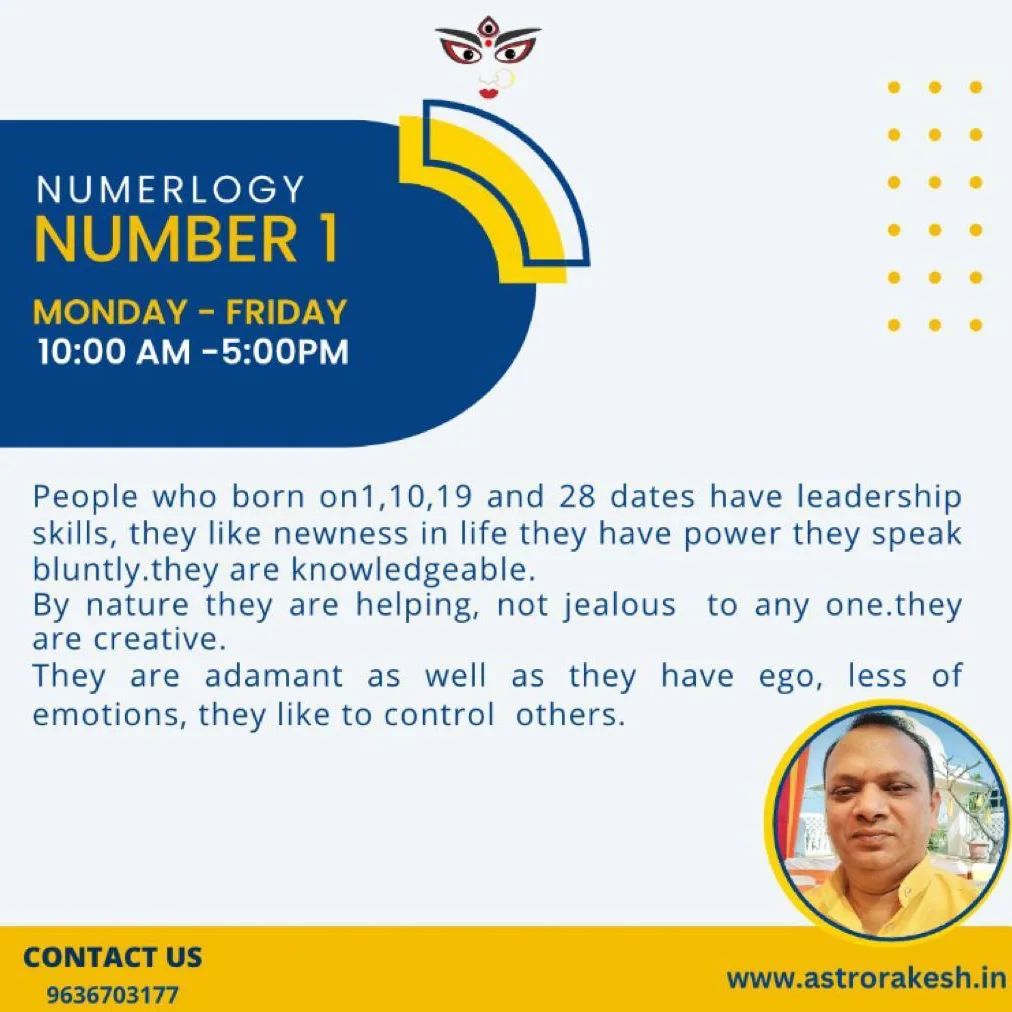 NUMERLOGY
NUMBER 1
MONDAY - FRIDAY
10:00 AM -5:00PM
People who born on1,10,19 and 28 dates have leadership
skills, they like newness in life they have power they speak
bluntly.they are knowledgeable.
By nature they are helping, not jealous to any one.they
are creative.
They are adamant as well as they have ego, less of
emotions, they like to control others.
CONTACT US
9636703177
www.astrorakesh.in